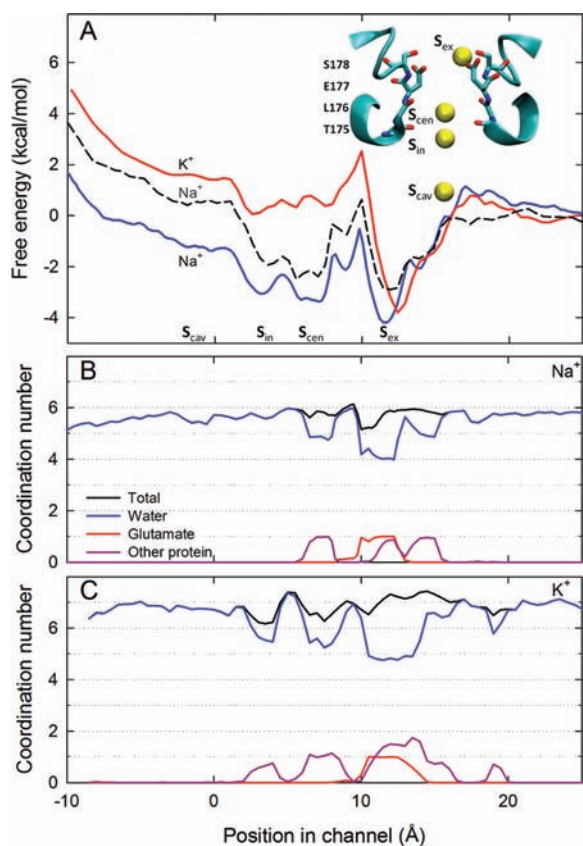 A
Free energy (kcal/mol)
6
4
2
0
-2
-4
K+
Na+
Na+
S178
E177
L176
T175
Sex
Scen
Sin
Scav
Scav Sin Scen Sex
B
Na+
Coordination number
6
4
2
0
Total
Water
Glutamate
Other protein
C
K+
Coordination number
6
4
2
0
-10 0 10 20
Position in channel (Å)